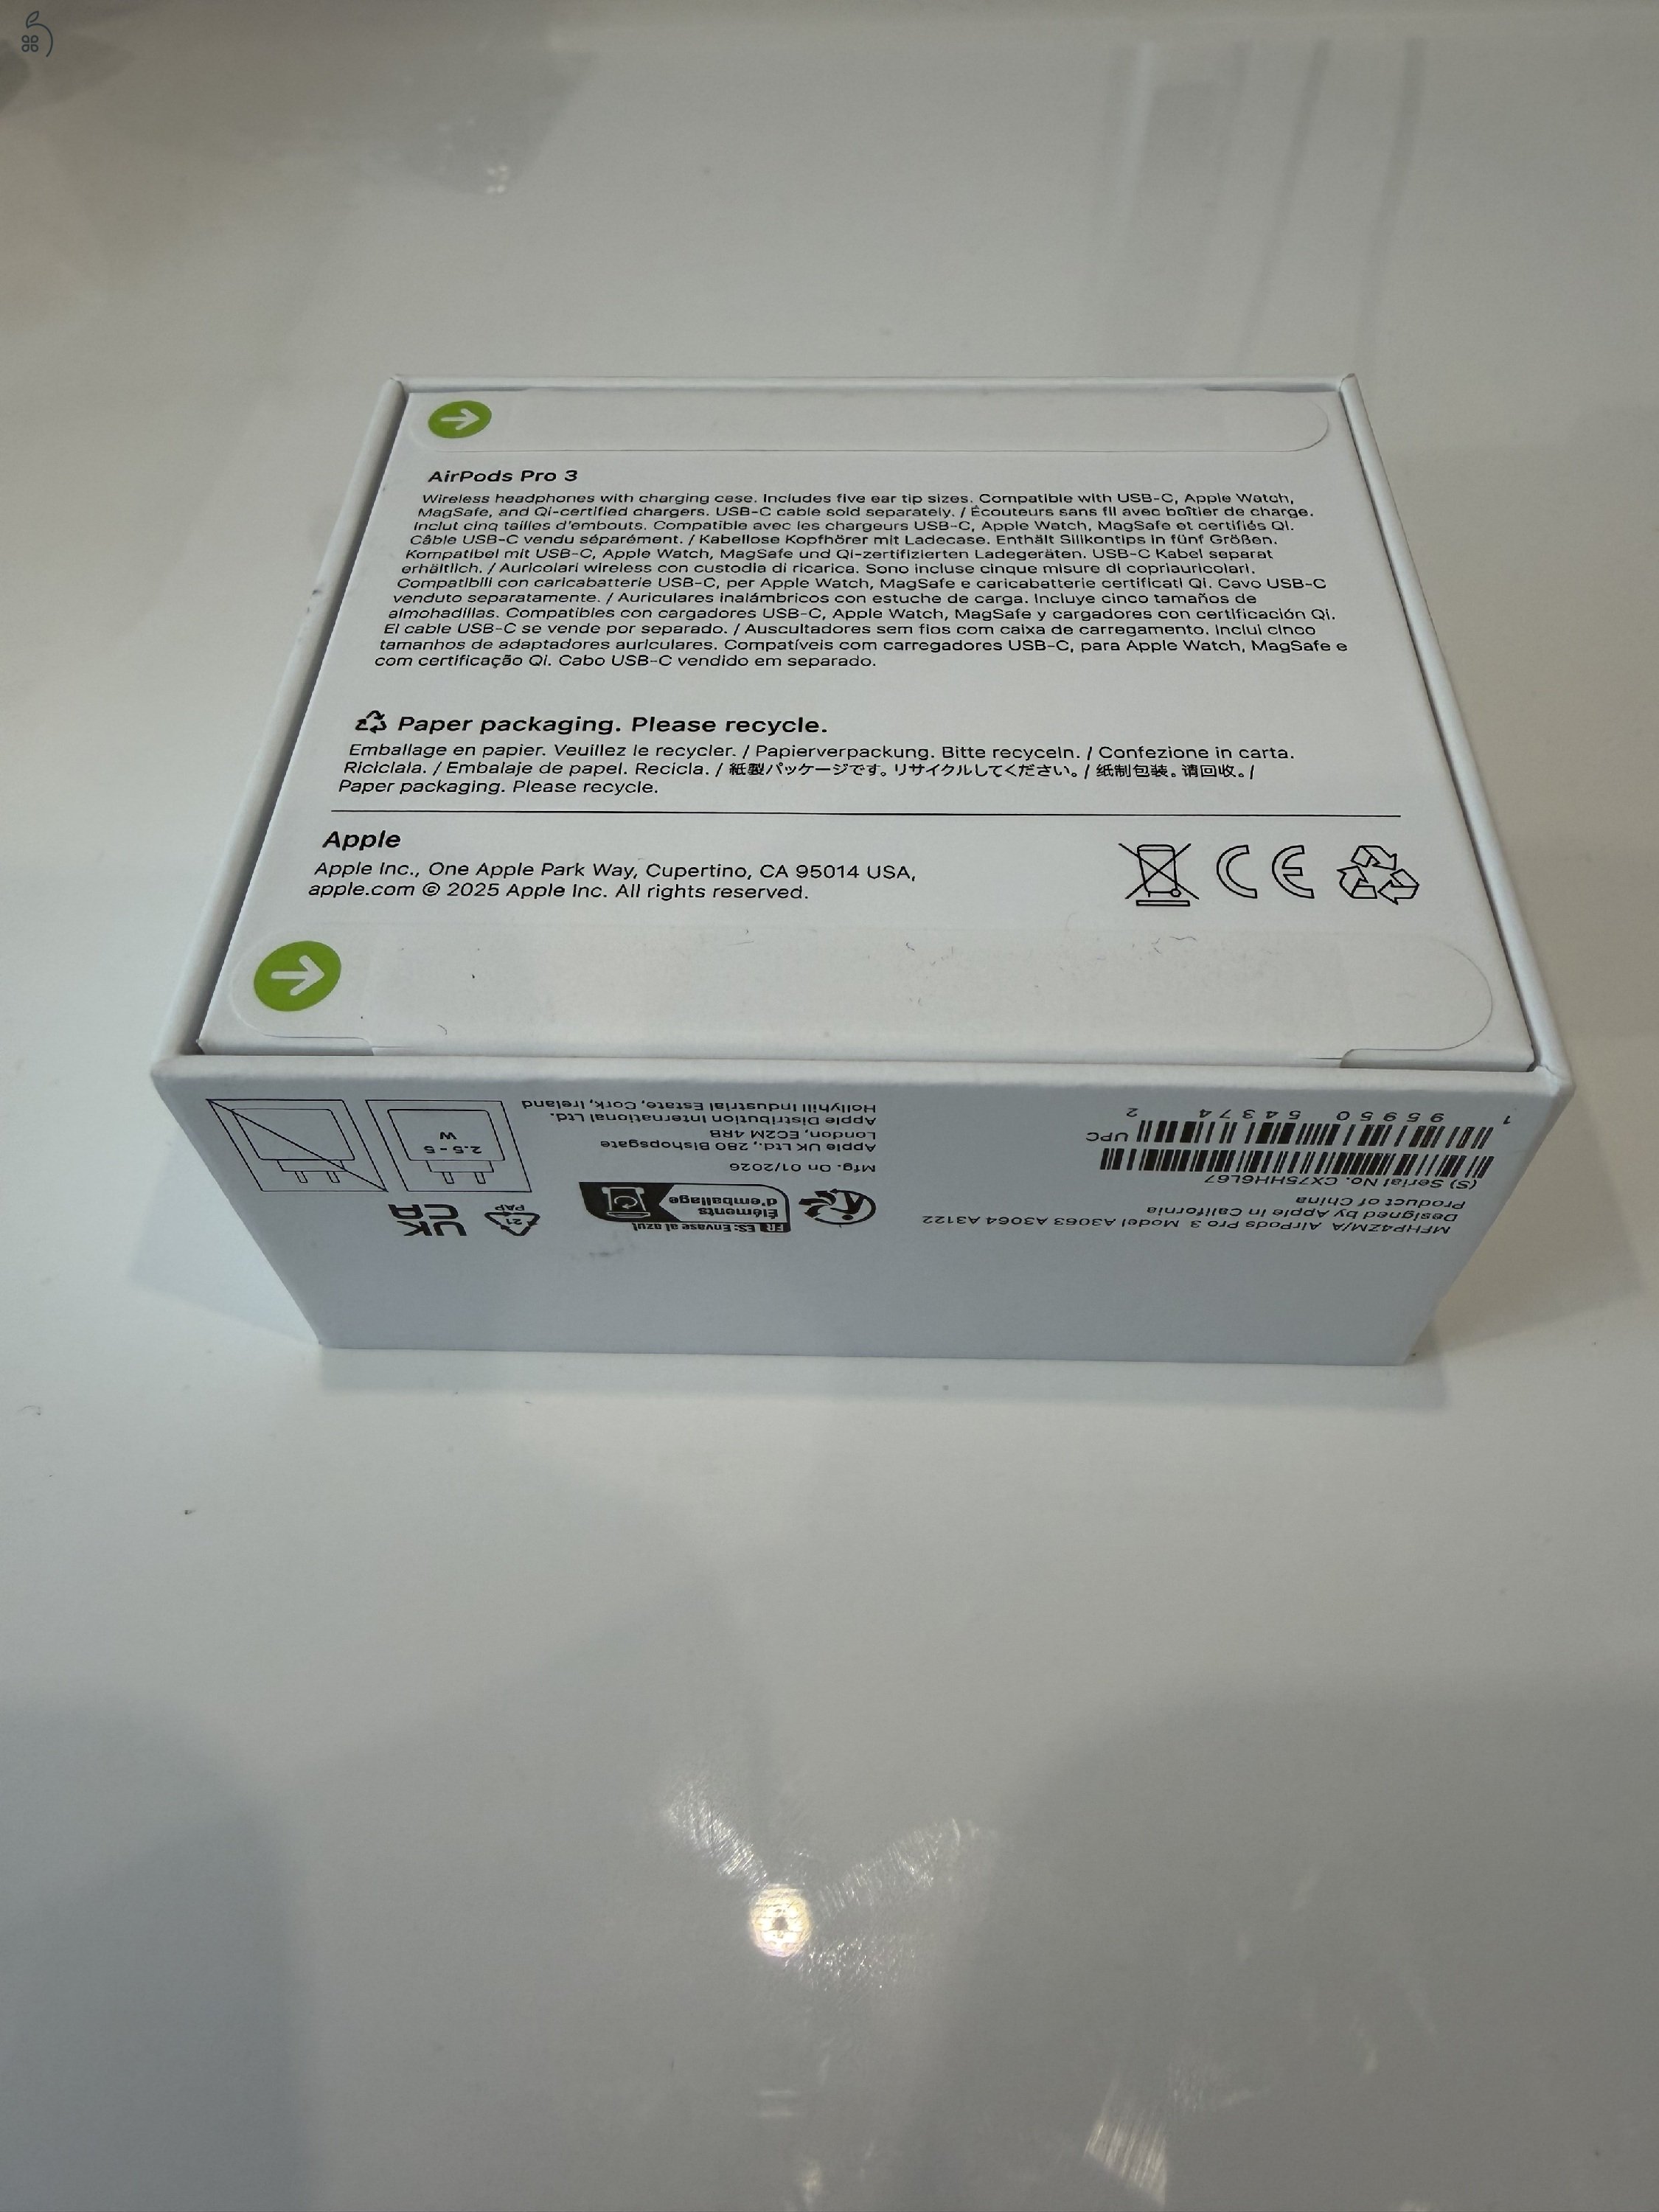 AirPods Pro 3
Wireless headphones with charging case. Includes five ear tip sizes. Compatible with USB-C, Apple Watch,
MagSafe, and Qi-certified chargers. USB-C cable sold separately. / Écouteurs sans fil avec boîtier de charge.
Inclut cinq tailles d'embouts. Compatible avec les chargeurs USB-C, Apple Watch, MagSafe et certifiés Qi.
Câble USB-C vendu séparément. / Kabellose Kopfhörer mit Ladecase. Enthält Silikontips in fünf Größen.
Kompatibel mit USB-C, Apple Watch, MagSafe und Qi-zertifizierten Ladegeräten. USB-C Kabel separat
erhältlich. / Auricolari wireless con custodia di ricarica. Sono incluse cinque misure di copriauricolari.
Compatibili con caricabatterie USB-C, per Apple Watch, MagSafe e caricabatterie certificati Qi. Cavo USB-C
venduto separatamente. / Auriculares inalámbricos con estuche de carga. Incluye cinco tamaños de
almohadillas. Compatibles con cargadores USB-C, Apple Watch, MagSafe y cargadores con certificación Qi.
El cable USB-C se vende por separado. / Auscultadores sem fios com caixa de carregamento. Inclui cinco
tamanhos de adaptadores auriculares. Compatíveis com carregadores USB-C, para Apple Watch, MagSafe e
com certificação Qi. Cabo USB-C vendido em separado.
Paper packaging. Please recycle.
Emballage en papier. Veuillez le recycler. / Papierverpackung. Bitte recyceln. / Confezione in carta.
Riciclala. / Embalaje de papel. Recicla. / 紙製パッケージです。リサイクルしてください。/ 纸制包装。请回收。/
Paper packaging. Please recycle.
Apple
Apple Inc., One Apple Park Way, Cupertino, CA 95014 USA,
apple.com © 2025 Apple Inc. All rights reserved.
CE
MFHP4ZM/A AirPods Pro 3 Model A3063 A3064 A3122
Designed by Apple in California
Product of China
(S) Serial No. CX75HH6L67
UPC
1 95950 54374 2
FR
ES: Envase al azul
Éléments
d'emballage
Mfg. On 01/2026
Apple UK Ltd., 280 Bishopsgate
London, EC2M 4RB
Apple Distribution International Ltd.
Hollyhill Industrial Estate, Cork, Ireland
21
PAP
UK
CA
2.5 - 5
W